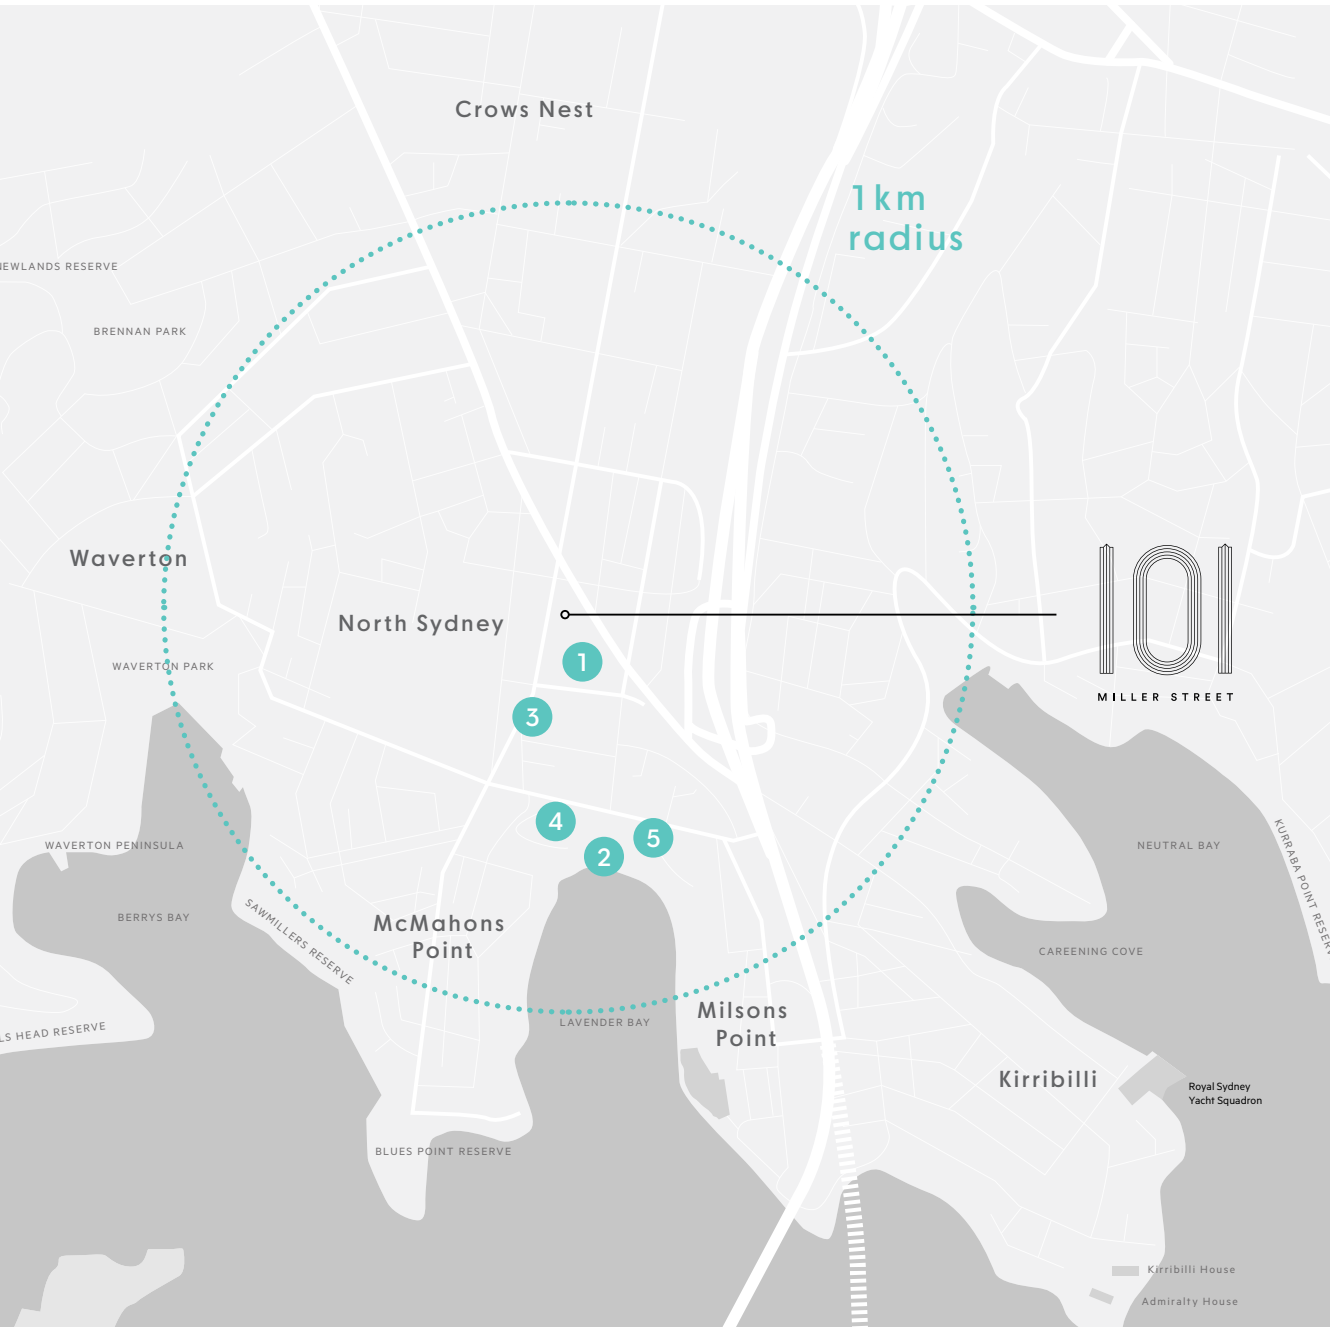 Crows Nest
1km
radius
EWLANDS RESERVE
BRENNAN PARK
Waverton
101
MILLER STREET
North Sydney
WAVERTON PARK
1
3
4
5
2
WAVERTON PENINSULA
NEUTRAL BAY
KURRABA POINT RESERV
BERRYS BAY
SAWMILLERS RESERVE
McMahons
Point
CAREENING COVE
Milsons
Point
LAVENDER BAY
LS HEAD RESERVE
Kirribilli
Royal Sydney
Yacht Squadron
BLUES POINT RESERVE
Kirribilli House
Admiralty House